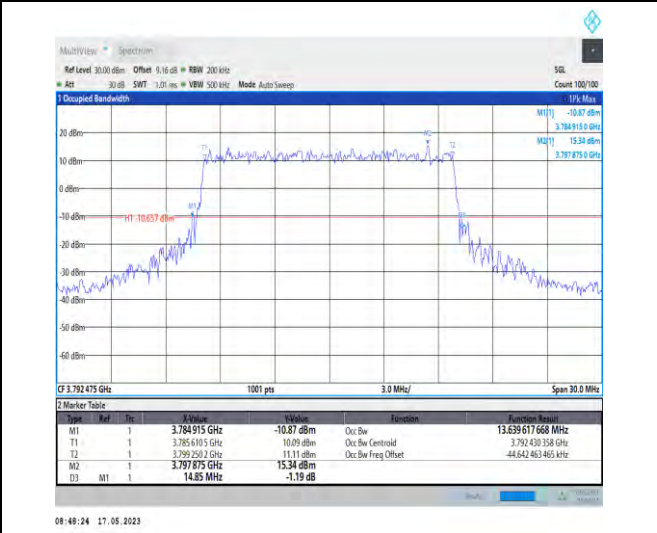 MultiView Spectrum
Ref Level 30.00 dBm Offset 9.16 dB RBW 200 kHz SGL
Att 30 dB SWT 1.01 ms VBW 500 kHz Mode Auto Sweep Count 100/100
1 Occupied Bandwidth 1Pk Max
M1[1] -10.87 dBm
3.784 915 0 GHz
M2[1] 15.34 dBm
3.797 875 0 GHz
20 dBm
T1 M2 T2
10 dBm
0 dBm
M1
-10 dBm
H1 -10.657 dBm
-20 dBm
-30 dBm
-40 dBm
-50 dBm
-60 dBm
CF 3.792 475 GHz 1001 pts 3.0 MHz/ Span 30.0 MHz
2 Marker Table
Type Ref Trc X-Value Y-Value Function Function Result
M1 1 3.784 915 GHz -10.87 dBm Occ Bw 13.639 617 668 MHz
T1 1 3.785 610 5 GHz 10.09 dBm Occ Bw Centroid 3.792 430 358 GHz
T2 1 3.799 250 2 GHz 11.11 dBm Occ Bw Freq Offset -44.642 463 465 kHz
M2 1 3.797 875 GHz 15.34 dBm
D3 M1 1 14.85 MHz -1.19 dB
08:48:24 17.05.2023